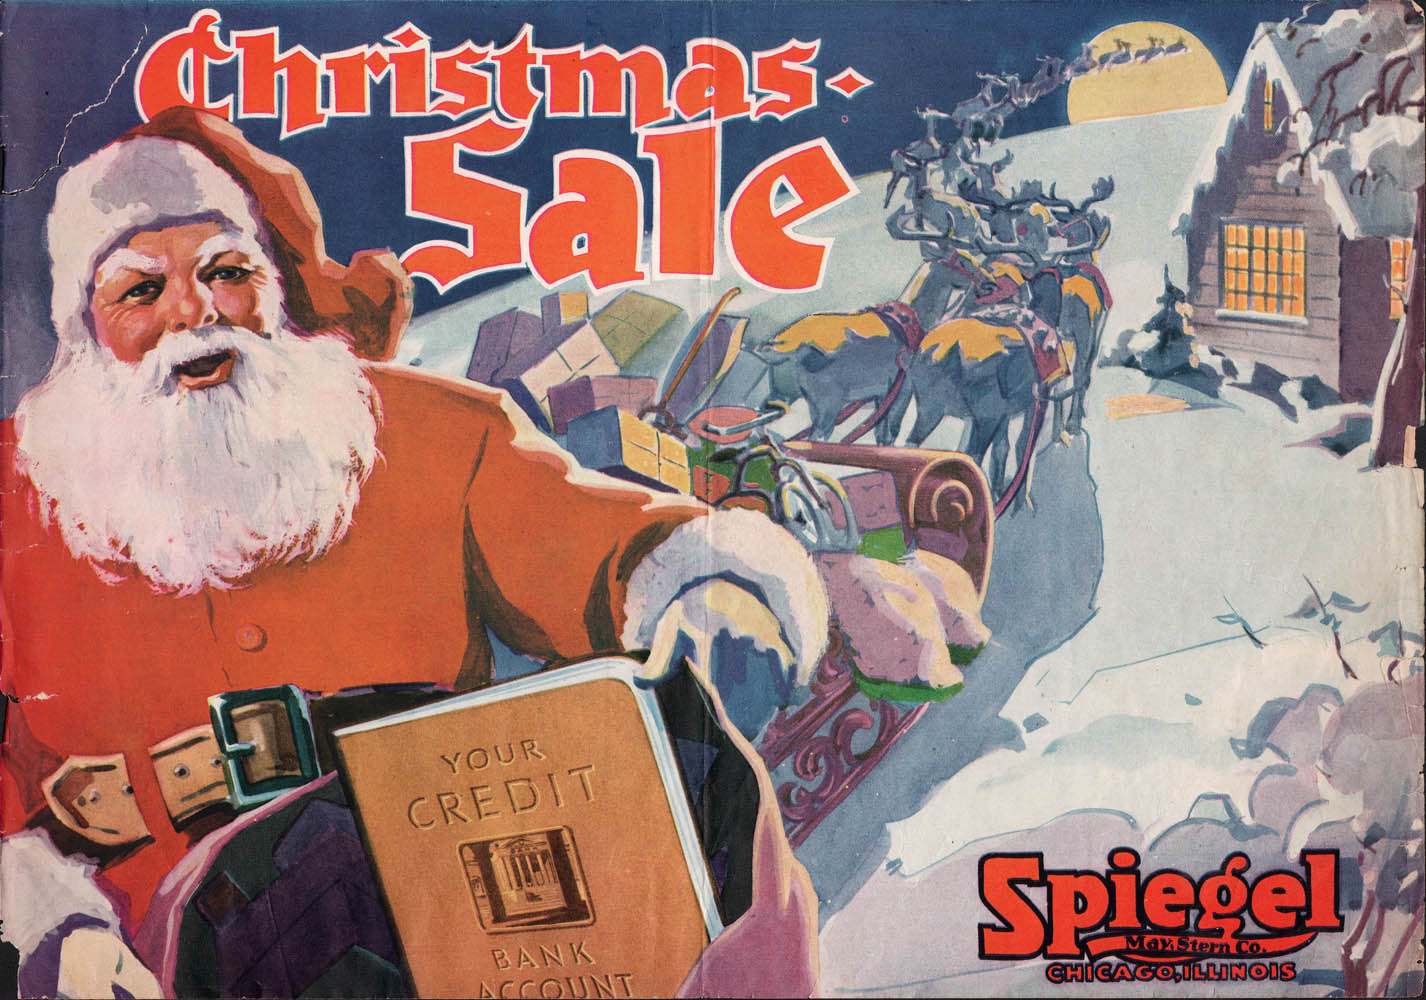 Christmas
Sale
YOUR
CREDIT
BANK
ACCOUNT
Spiegel
May, Stern Co.
CHICAGO, ILLINOIS